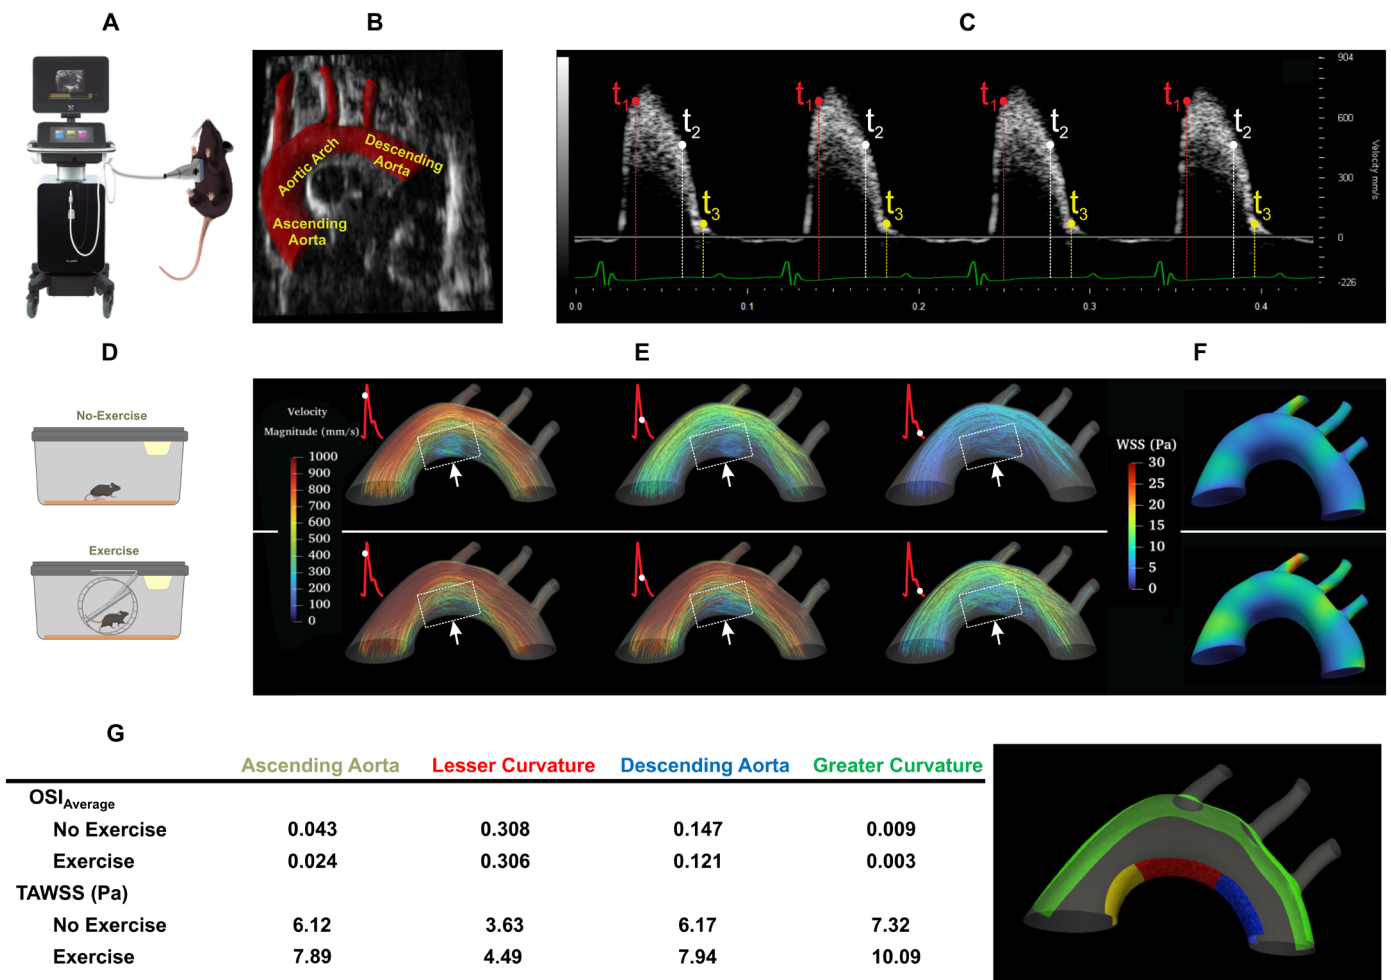 A
B
Aortic Arch
Descending
Aorta
Ascending
Aorta
C
t1 t2 t3 t1 t2 t3 t1 t2 t3 t1 t2 t3
904
600
300
0
-226
Velocity mm/s
0.0 0.1 0.2 0.3 0.4
D
No-Exercise
Exercise
E
Velocity
Magnitude (mm/s)
1000
900
800
700
600
500
400
300
200
100
0
F
WSS (Pa)
30
25
20
15
10
5
0
G
Ascending Aorta Lesser Curvature Descending Aorta Greater Curvature
OSIAverage
No Exercise 0.043 0.308 0.147 0.009
Exercise 0.024 0.306 0.121 0.003
TAWSS (Pa)
No Exercise 6.12 3.63 6.17 7.32
Exercise 7.89 4.49 7.94 10.09